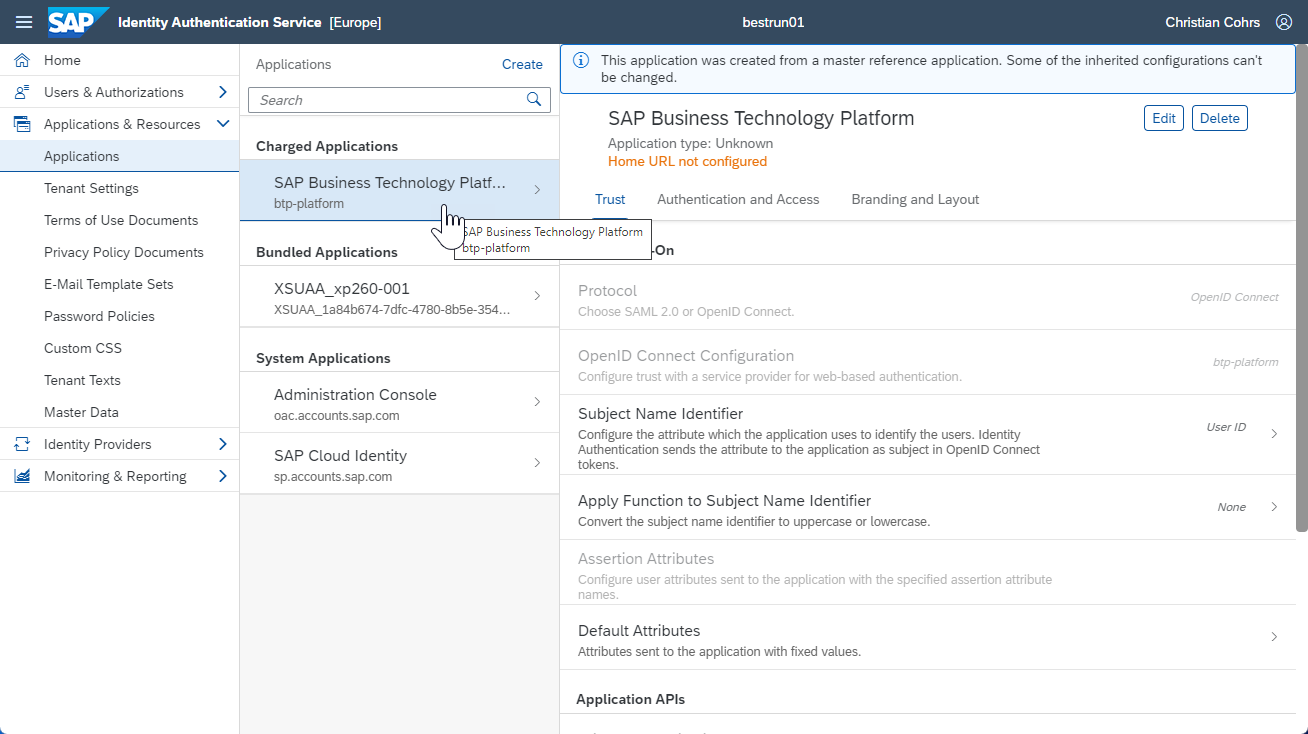 SAP Identity Authentication Service [Europe]
bestrun01
Christian Cohrs
Home
Users & Authorizations
Applications & Resources
Applications
Tenant Settings
Terms of Use Documents
Privacy Policy Documents
E-Mail Template Sets
Password Policies
Custom CSS
Tenant Texts
Master Data
Identity Providers
Monitoring & Reporting
Applications
Create
Search
Charged Applications
SAP Business Technology Platf...
btp-platform
SAP Business Technology Platform
btp-platform
Bundled Applications
XSUAA_xp260-001
XSUAA_1a84b674-7dfc-4780-8b5e-354...
System Applications
Administration Console
oac.accounts.sap.com
SAP Cloud Identity
sp.accounts.sap.com
This application was created from a master reference application. Some of the inherited configurations can't
be changed.
SAP Business Technology Platform
Edit
Delete
Application type: Unknown
Home URL not configured
Trust
Authentication and Access
Branding and Layout
-On
Protocol
Choose SAML 2.0 or OpenID Connect.
OpenID Connect
OpenID Connect Configuration
Configure trust with a service provider for web-based authentication.
btp-platform
Subject Name Identifier
Configure the attribute which the application uses to identify the users. Identity
Authentication sends the attribute to the application as subject in OpenID Connect
tokens.
User ID
Apply Function to Subject Name Identifier
Convert the subject name identifier to uppercase or lowercase.
None
Assertion Attributes
Configure user attributes sent to the application with the specified assertion attribute
names.
Default Attributes
Attributes sent to the application with fixed values.
Application APIs